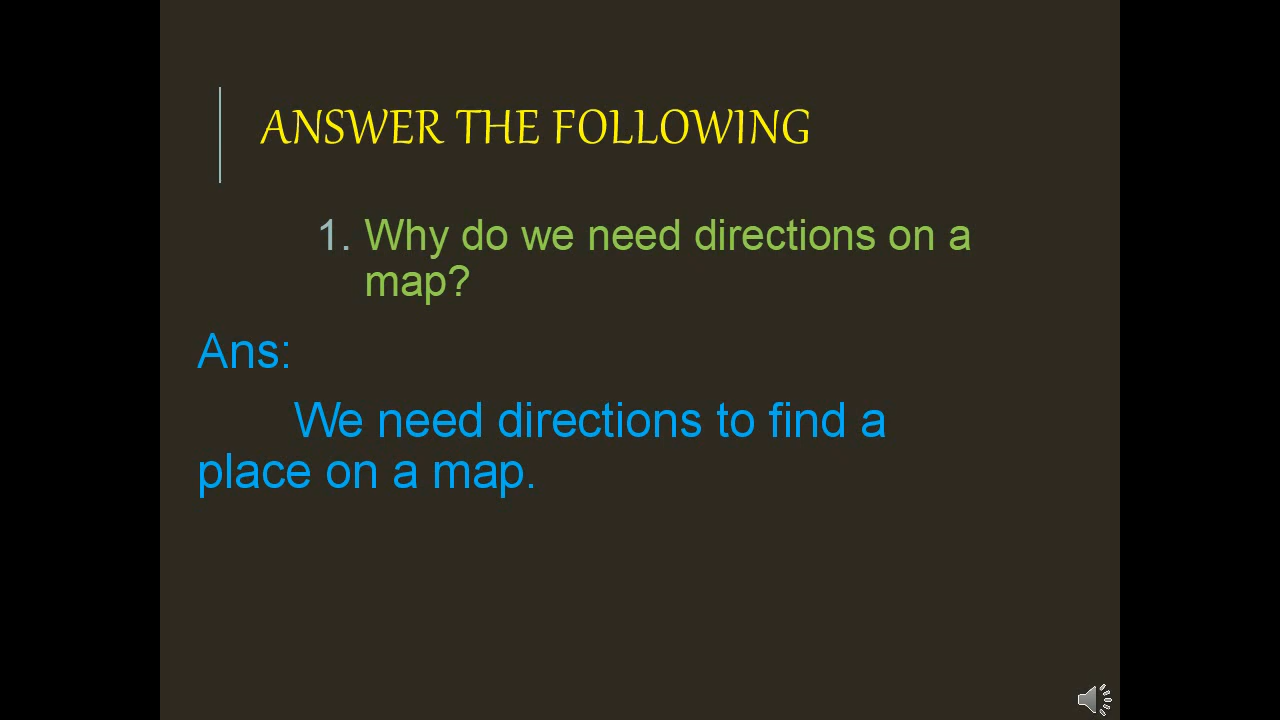 ANSWER THE FOLLOWING
1. Why do we need directions on a
map?
Ans:
We need directions to find a
place on a map.